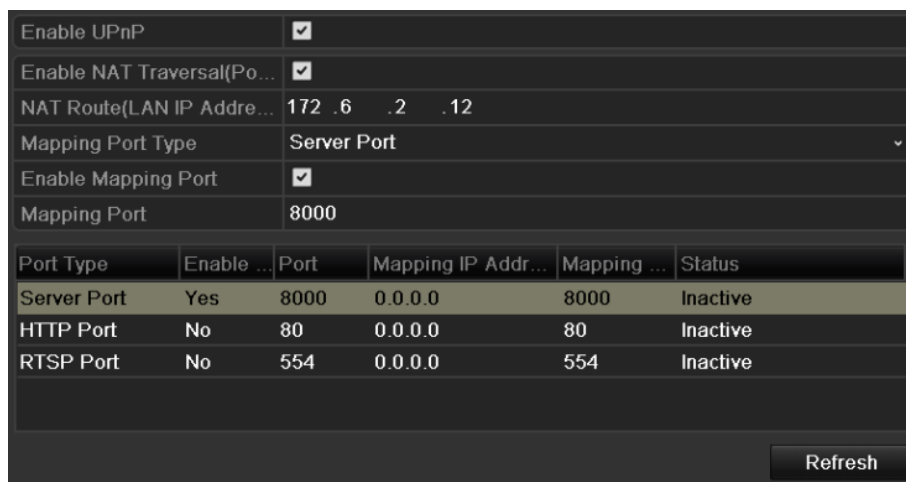 Enable UPnP
Enable NAT Traversal(Po...
NAT Route(LAN IP Addre... 172 .6 .2 .12
Mapping Port Type Server Port
Enable Mapping Port
Mapping Port 8000
Port Type Enable ... Port Mapping IP Addr... Mapping ... Status
Server Port Yes 8000 0.0.0.0 8000 Inactive
HTTP Port No 80 0.0.0.0 80 Inactive
RTSP Port No 554 0.0.0.0 554 Inactive
Refresh